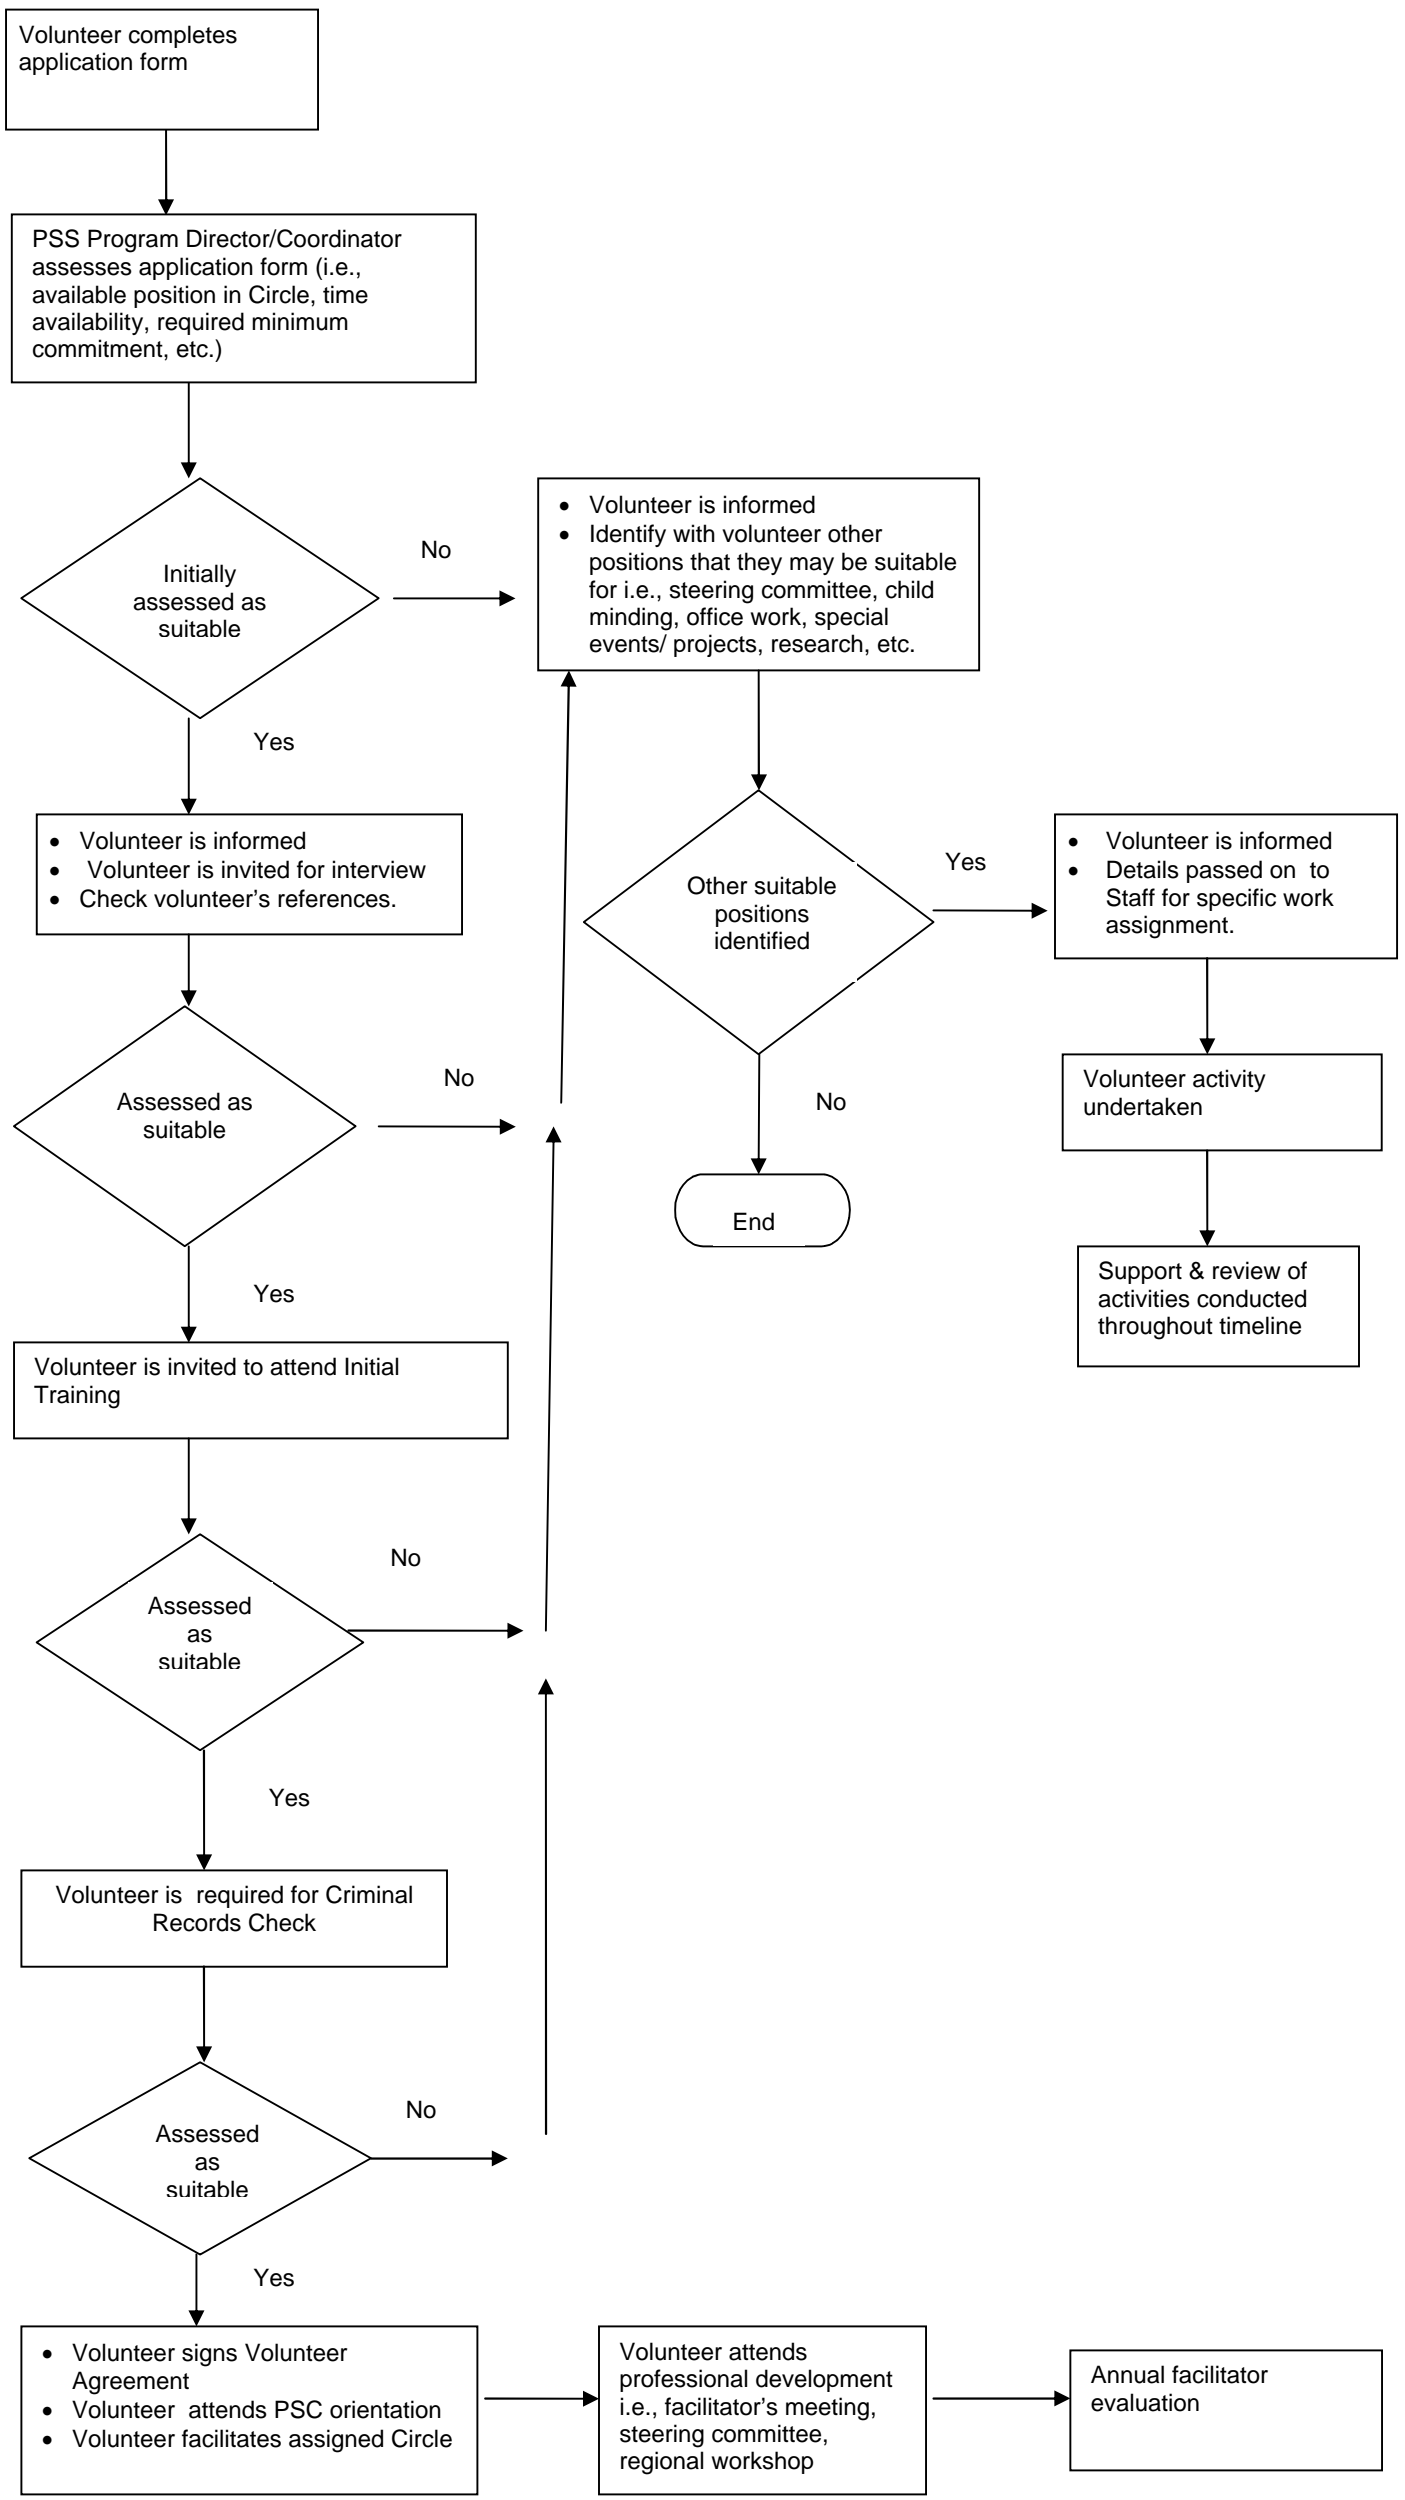 Volunteer completes
application form
PSS Program Director/Coordinator
assesses application form (i.e.,
available position in Circle, time
availability, required minimum
commitment, etc.)
Initially
assessed as
suitable
No
• Volunteer is informed
• Identify with volunteer other
positions that they may be suitable
for i.e., steering committee, child
minding, office work, special
events/ projects, research, etc.
Yes
• Volunteer is informed
• Volunteer is invited for interview
• Check volunteer’s references.
Other suitable
positions
identified
Yes
• Volunteer is informed
• Details passed on to
Staff for specific work
assignment.
Assessed as
suitable
No
No
Volunteer activity
undertaken
End
Yes
Support & review of
activities conducted
throughout timeline
Volunteer is invited to attend Initial
Training
Assessed
as
suitable
No
Yes
Volunteer is required for Criminal
Records Check
Assessed
as
suitable
No
Yes
• Volunteer signs Volunteer
Agreement
• Volunteer attends PSC orientation
• Volunteer facilitates assigned Circle
Volunteer attends
professional development
i.e., facilitator’s meeting,
steering committee,
regional workshop
Annual facilitator
evaluation